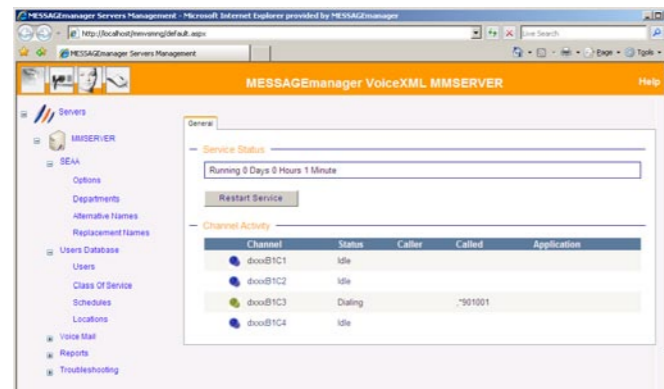 MESSAGEmanager Servers Management - Microsoft Internet Explorer provided by MESSAGEmanager
http://localhost/mmvsmng/default.aspx
Live Search
MESSAGEmanager Servers Management
Page
Tools
MESSAGEmanager VoiceXML MMSERVER
Help
Servers
MMSERVER
SEAA
Options
Departments
Alternative Names
Replacement Names
Users Database
Users
Class Of Service
Schedules
Locations
Voice Mail
Reports
Troubleshooting
General
Service Status
Running 0 Days 0 Hours 1 Minute
Restart Service
Channel Activity
Channel Status Caller Called Application
dxxxB1C1 Idle
dxxxB1C2 Idle
dxxxB1C3 Dialing .*901001
dxxxB1C4 Idle